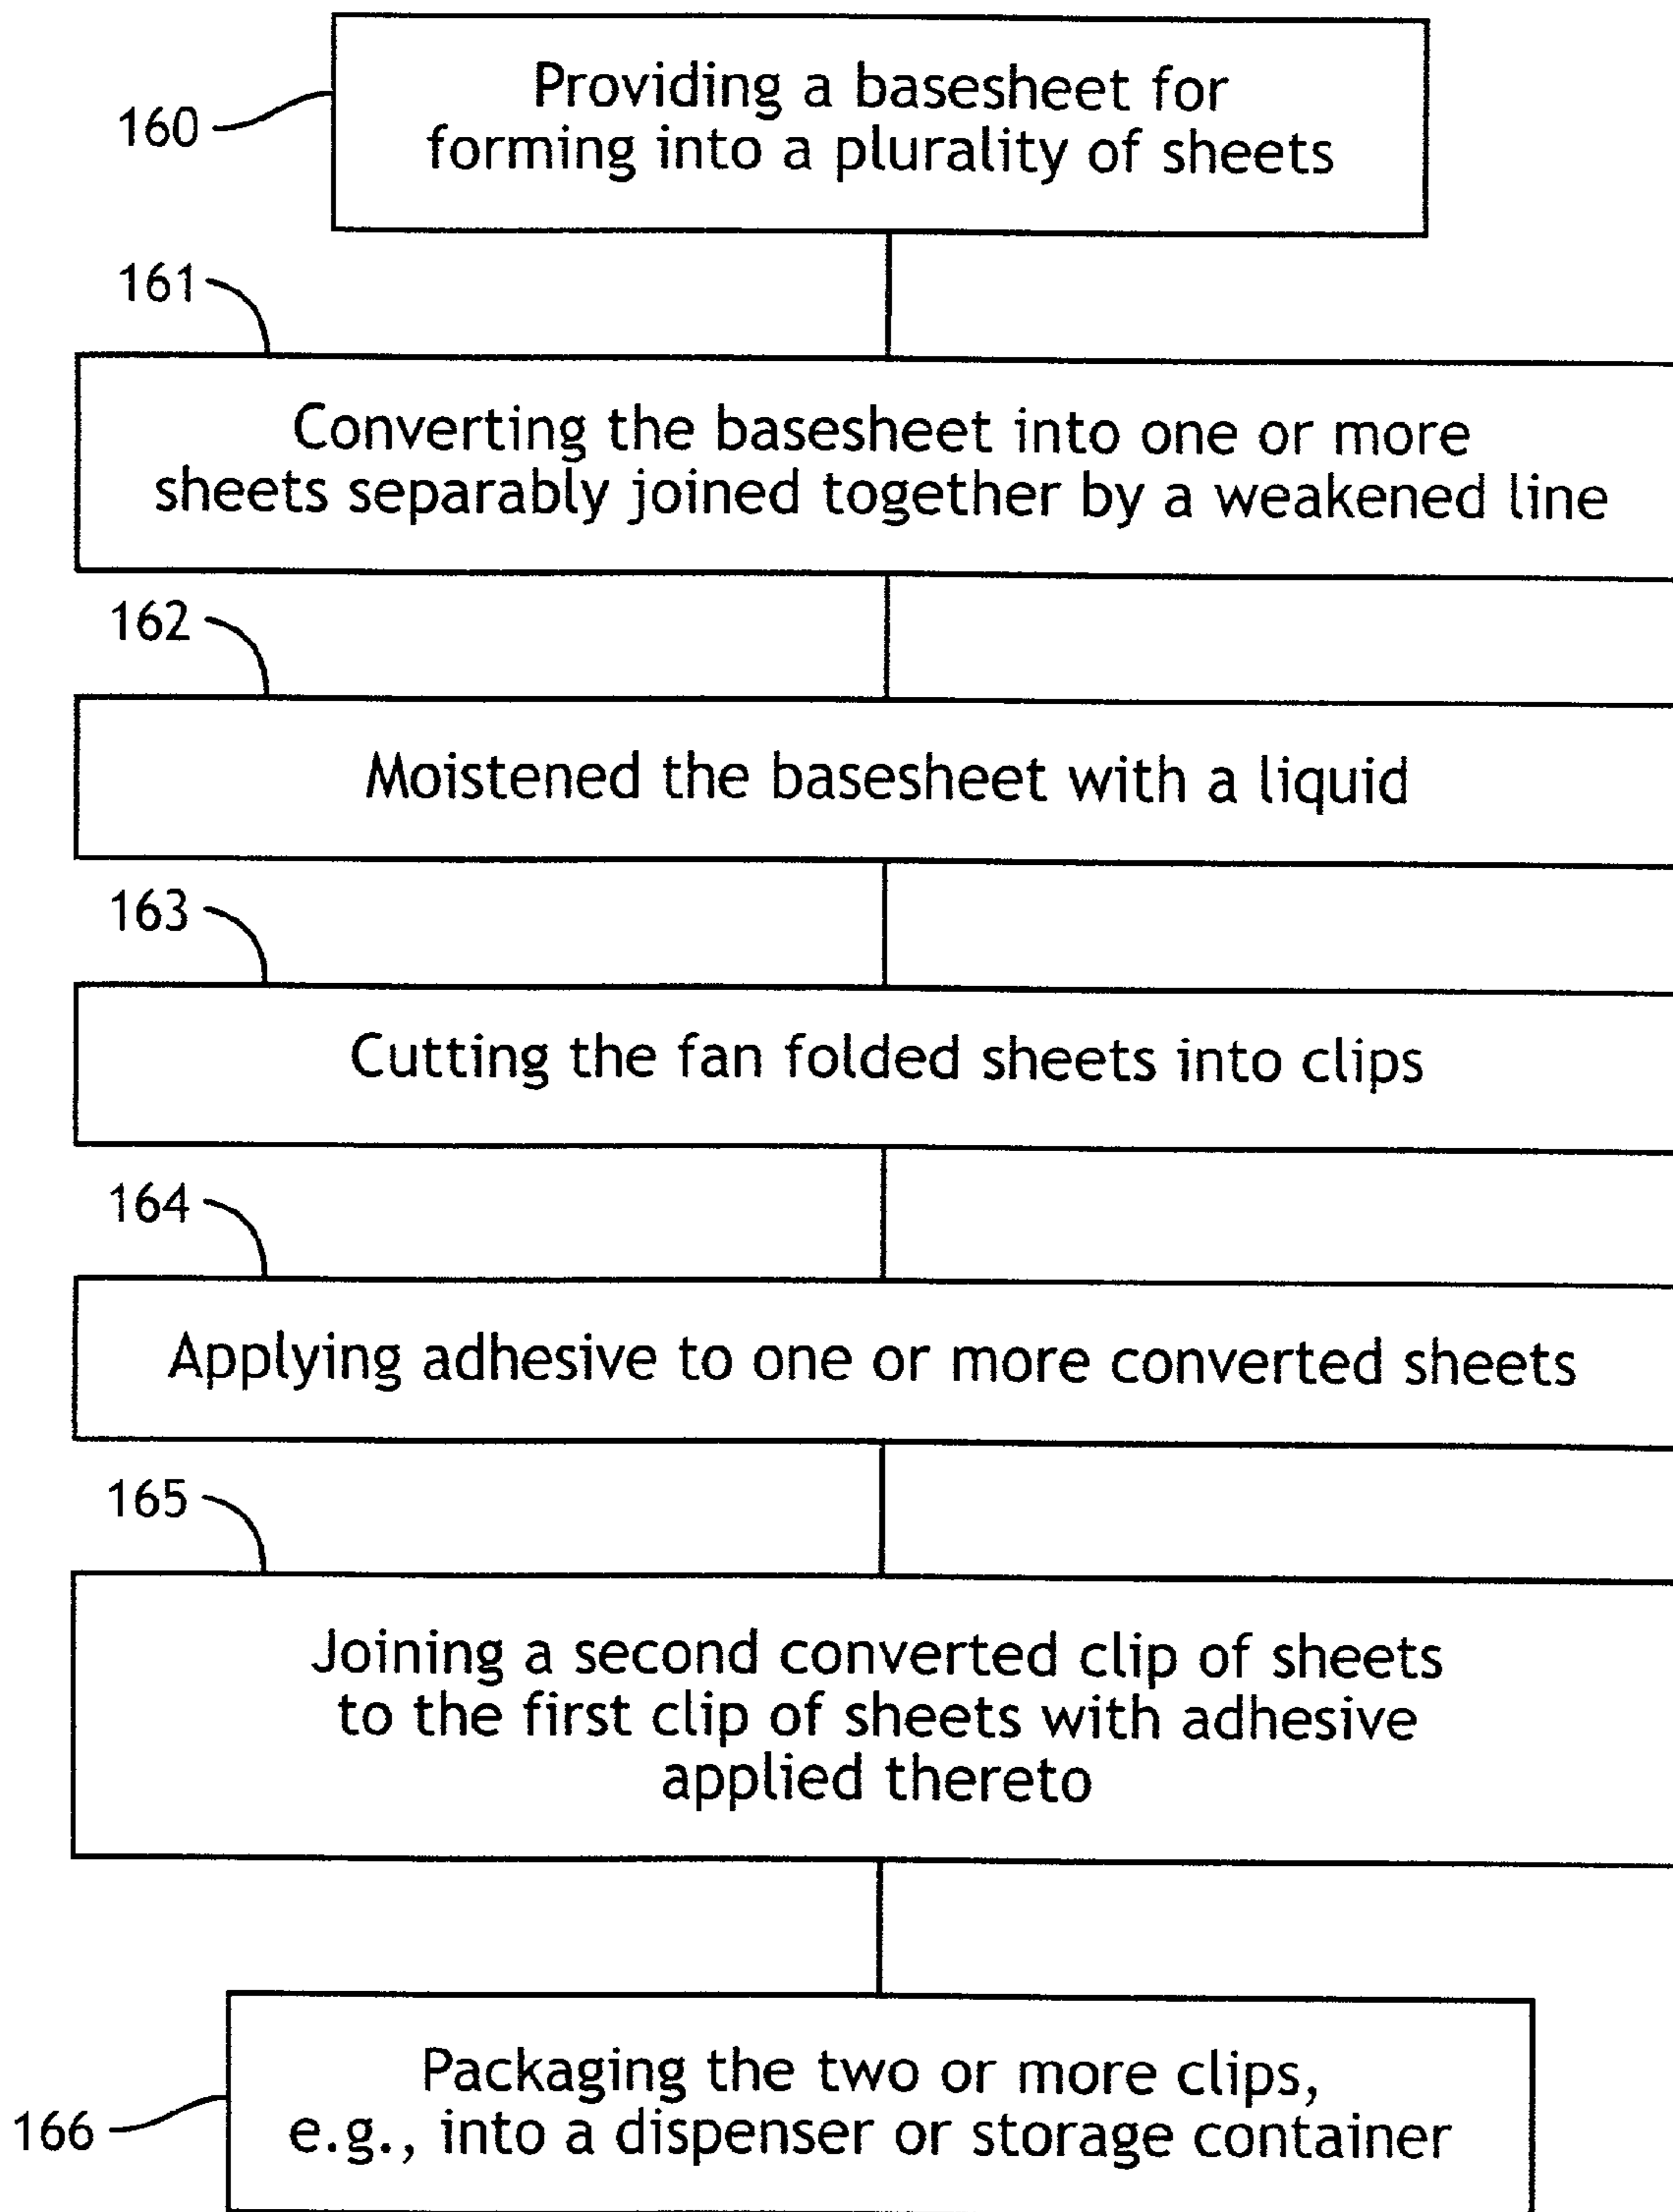 160
Providing a basesheet for
forming into a plurality of sheets
161
Converting the basesheet into one or more
sheets separably joined together by a weakened line
162
Moistened the basesheet with a liquid
163
Cutting the fan folded sheets into clips
164
Applying adhesive to one or more converted sheets
165
Joining a second converted clip of sheets
to the first clip of sheets with adhesive
applied thereto
166
Packaging the two or more clips,
e.g., into a dispenser or storage container